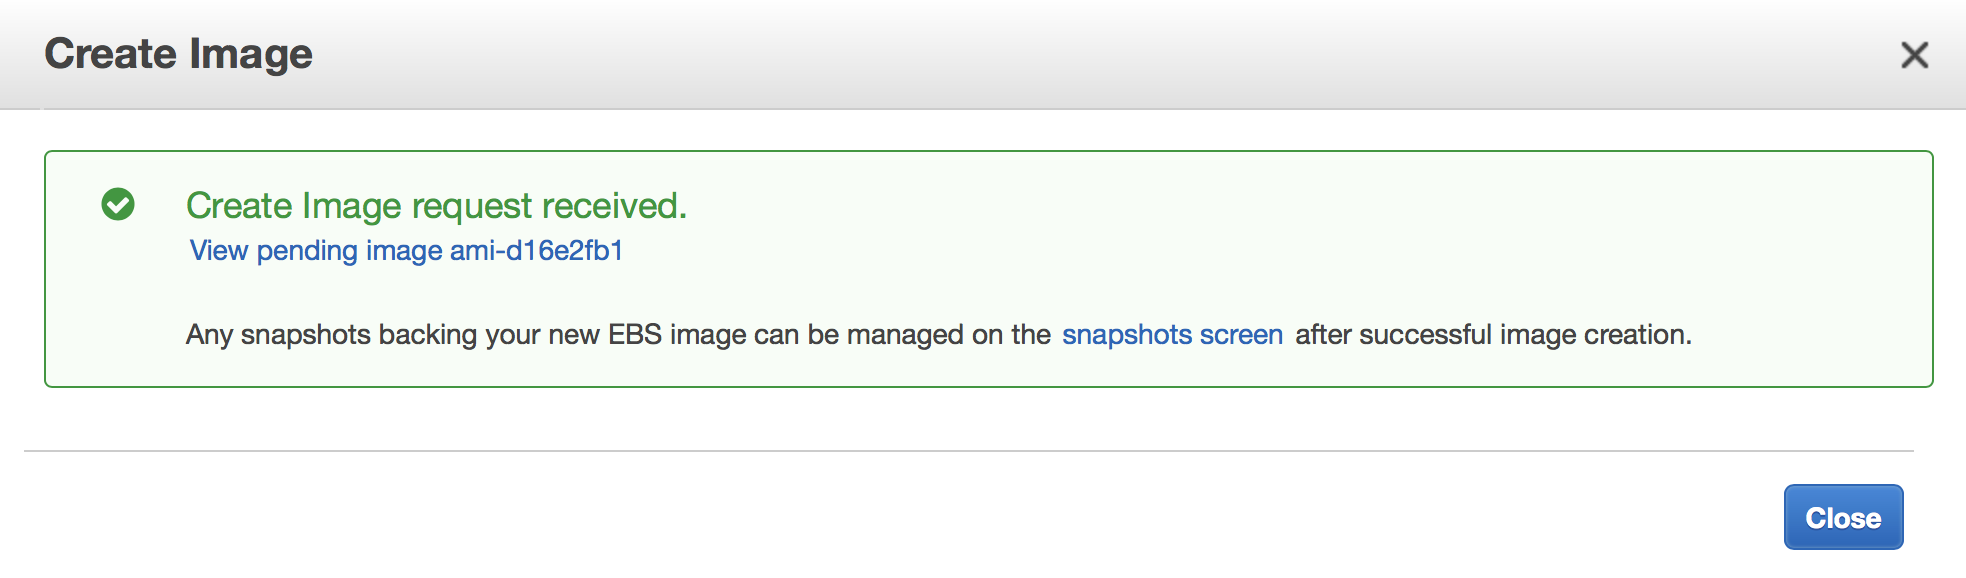 Create Image
Create Image request received.
View pending image ami-d16e2fb1
Any snapshots backing your new EBS image can be managed on the snapshots screen after successful image creation.
Close